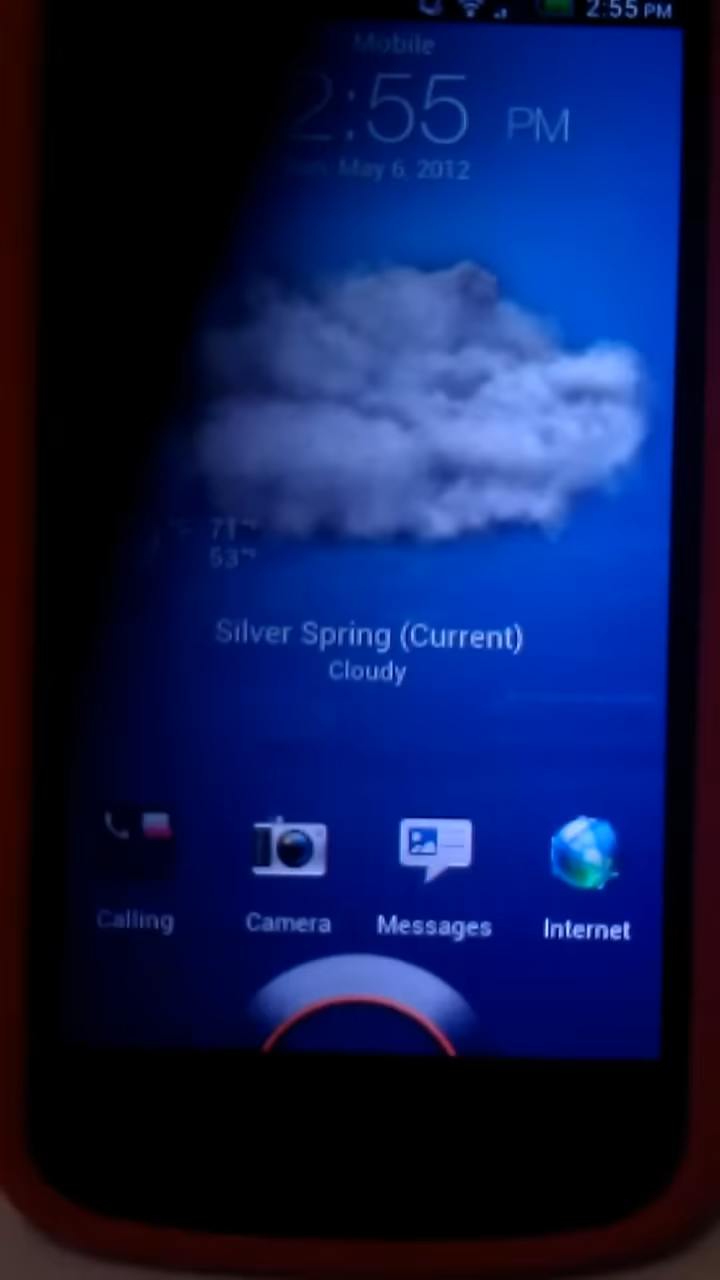 2:55 PM
Mobile
2:55 PM
May 6, 2012
71°F
53°F
Silver Spring (Current)
Cloudy
Calling
Camera
Messages
Internet